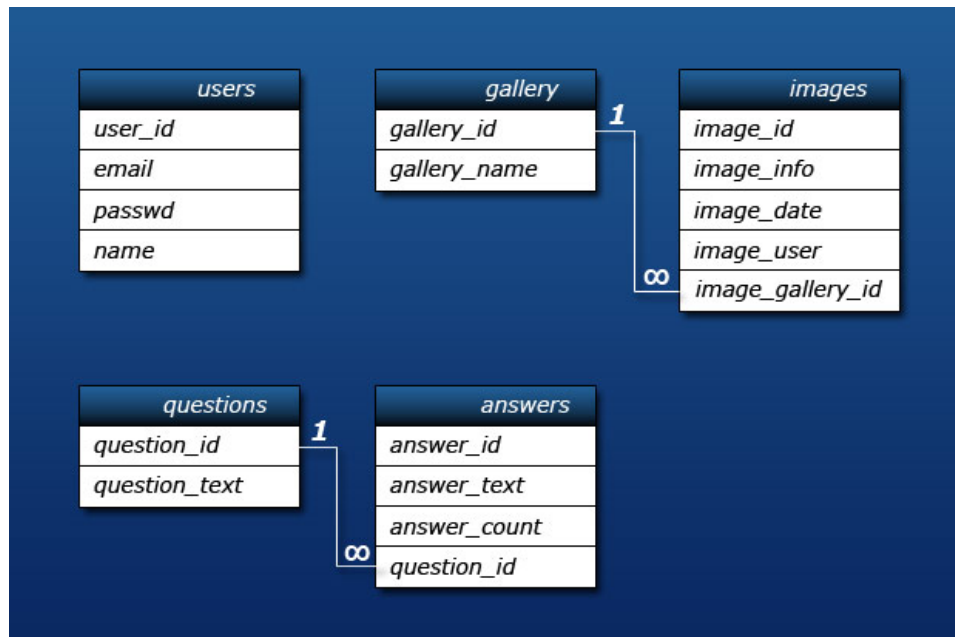 users
user_id
email
passwd
name
gallery
gallery_id
gallery_name
1
∞
images
image_id
image_info
image_date
image_user
image_gallery_id
questions
question_id
question_text
1
∞
answers
answer_id
answer_text
answer_count
question_id